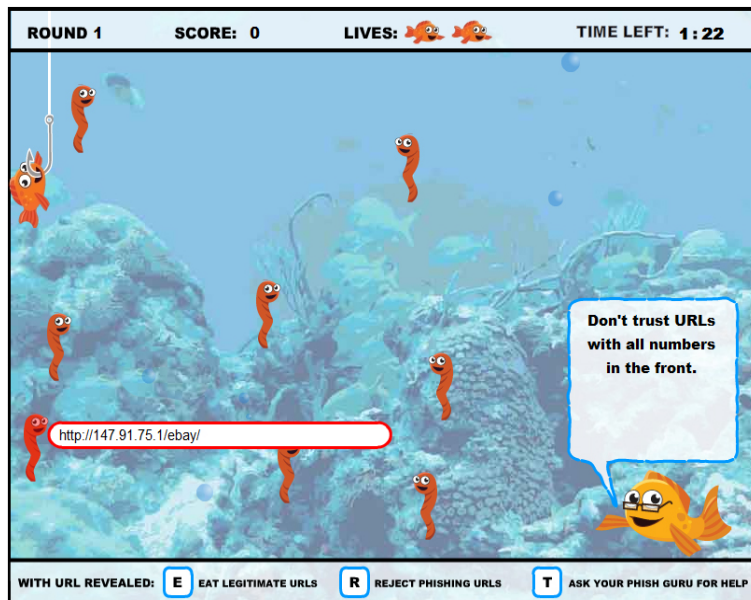 ROUND 1 SCORE: 0 LIVES: TIME LEFT: 1:22
Don't trust URLs
with all numbers
in the front.
http://147.91.75.1/ebay/
WITH URL REVEALED: E EAT LEGITIMATE URLS R REJECT PHISHING URLS T ASK YOUR PHISH GURU FOR HELP